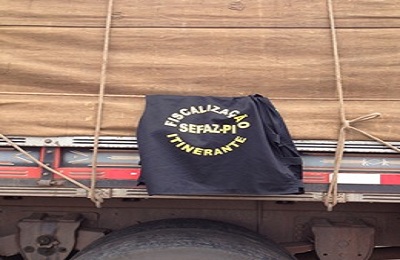 FISCALIZAÇÃO
SEFAZ-PI
ITINERANTE